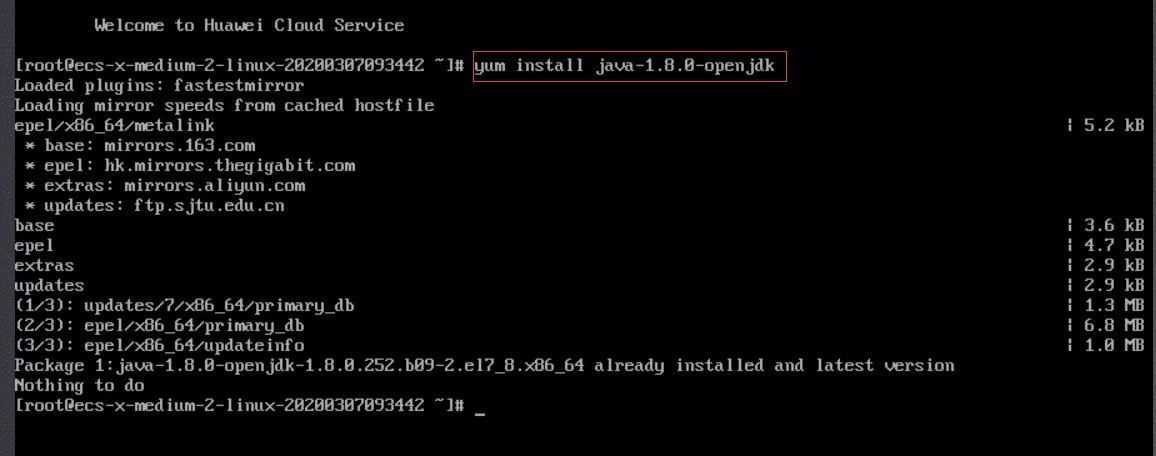 Welcome to Huawei Cloud Service
[root@ecs-x-medium-2-linux-20200307093442 ~]# yum install java-1.8.0-openjdk
Loaded plugins: fastestmirror
Loading mirror speeds from cached hostfile
epel/x86_64/metalink | 5.2 kB
* base: mirrors.163.com
* epel: hk.mirrors.thegigabit.com
* extras: mirrors.aliyun.com
* updates: ftp.sjtu.edu.cn
base | 3.6 kB
epel | 4.7 kB
extras | 2.9 kB
updates | 2.9 kB
(1/3): updates/7/x86_64/primary_db | 1.3 MB
(2/3): epel/x86_64/primary_db | 6.8 MB
(3/3): epel/x86_64/updateinfo | 1.0 MB
Package 1:java-1.8.0-openjdk-1.8.0.252.b09-2.el7_8.x86_64 already installed and latest version
Nothing to do
[root@ecs-x-medium-2-linux-20200307093442 ~]# _